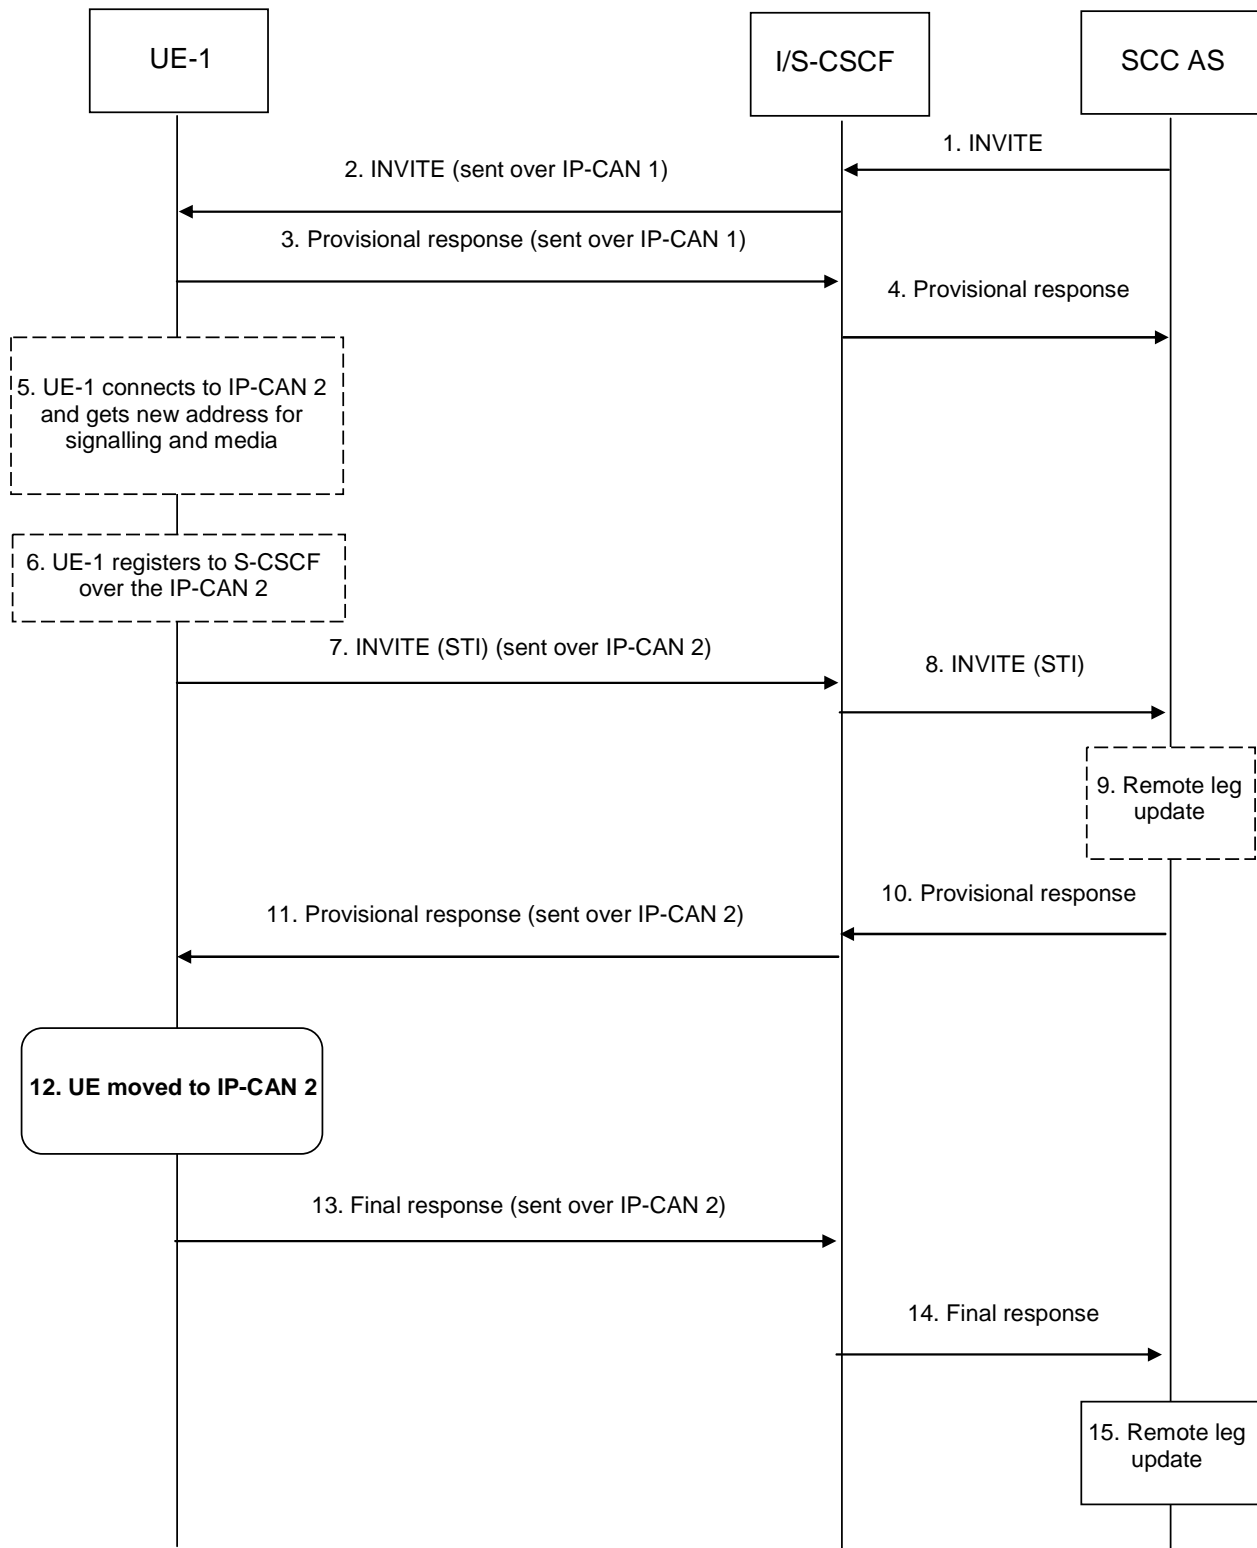 UE-1
I/S-CSCF
SCC AS
1. INVITE
2. INVITE (sent over IP-CAN 1)
3. Provisional response (sent over IP-CAN 1)
4. Provisional response
5. UE-1 connects to IP-CAN 2
and gets new address for
signalling and media
6. UE-1 registers to S-CSCF
over the IP-CAN 2
7. INVITE (STI) (sent over IP-CAN 2)
8. INVITE (STI)
9. Remote leg
update
10. Provisional response
11. Provisional response (sent over IP-CAN 2)
12. UE moved to IP-CAN 2
13. Final response (sent over IP-CAN 2)
14. Final response
15. Remote leg
update